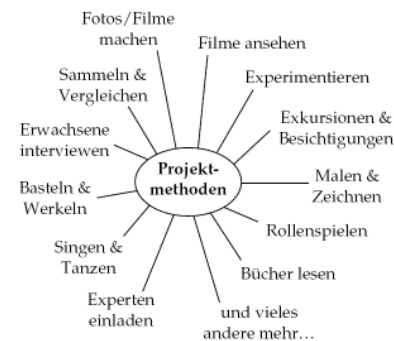 Fotos/Filme
machen
Filme ansehen
Sammeln &
Vergleichen
Experimentieren
Erwachsene
interviewen
Exkursionen &
Besichtigungen
Projekt-
methoden
Basteln &
Werkeln
Malen &
Zeichnen
Singen &
Tanzen
Rollenspielen
Experten
einladen
Bücher lesen
und vieles
andere mehr...